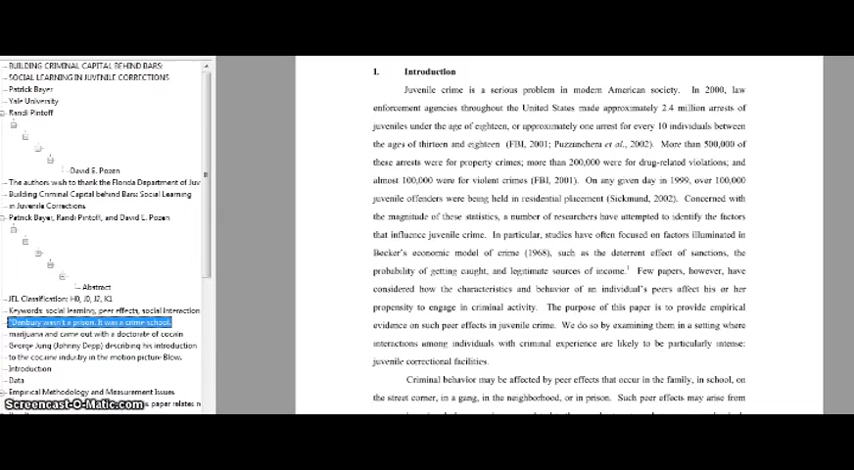 BUILDING CRIMINAL CAPITAL BEHIND BARS:
SOCIAL LEARNING IN JUVENILE CORRECTIONS
Patrick Bayer
Yale University
Randi Pintoff
David E. Pozen
The authors wish to thank the Florida Department of Juv
Building Criminal Capital behind Bars: Social Learning
in Juvenile Corrections
Patrick Bayer, Randi Pintoff, and David E. Pozen
Abstract
JEL Classification: H0, J0, J2, K1
Keywords: social learning, peer effects, social interaction
"Danbury wasn't a prison. It was a crime school.
marijuana and came out with a doctorate of cocain
George Jung (Johnny Depp) describing his introduction
to the cocaine industry in the motion picture Blow.
Introduction
Data
Empirical Methodology and Measurement Issues
paper relates
Screencast-O-Matic.com
I. Introduction
Juvenile crime is a serious problem in modern American society. In 2000, law
enforcement agencies throughout the United States made approximately 2.4 million arrests of
juveniles under the age of eighteen, or approximately one arrest for every 10 individuals between
the ages of thirteen and eighteen (FBI, 2001; Puzzanchera et al., 2002). More than 500,000 of
these arrests were for property crimes; more than 200,000 were for drug-related violations; and
almost 100,000 were for violent crimes (FBI, 2001). On any given day in 1999, over 100,000
juvenile offenders were being held in residential placement (Sickmund, 2002). Concerned with
the magnitude of these statistics, a number of researchers have attempted to identify the factors
that influence juvenile crime. In particular, studies have often focused on factors illuminated in
Becker's economic model of crime (1968), such as the deterrent effect of sanctions, the
probability of getting caught, and legitimate sources of income.1 Few papers, however, have
considered how the characteristics and behavior of an individual's peers affect his or her
propensity to engage in criminal activity. The purpose of this paper is to provide empirical
evidence on such peer effects in juvenile crime. We do so by examining them in a setting where
interactions among individuals with criminal experience are likely to be particularly intense:
juvenile correctional facilities.
Criminal behavior may be affected by peer effects that occur in the family, in school, on
the street corner, in a gang, in the neighborhood, or in prison. Such peer effects may arise from